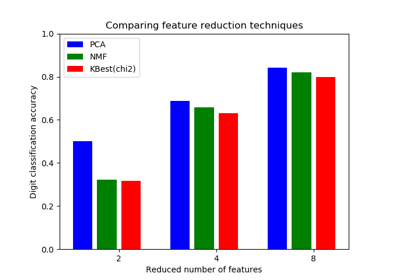 Comparing feature reduction techniques
1.0
PCA
NMF
KBest(chi2)
0.8
0.6
0.4
0.2
0.0
Digit classification accuracy
2
4
8
Reduced number of features